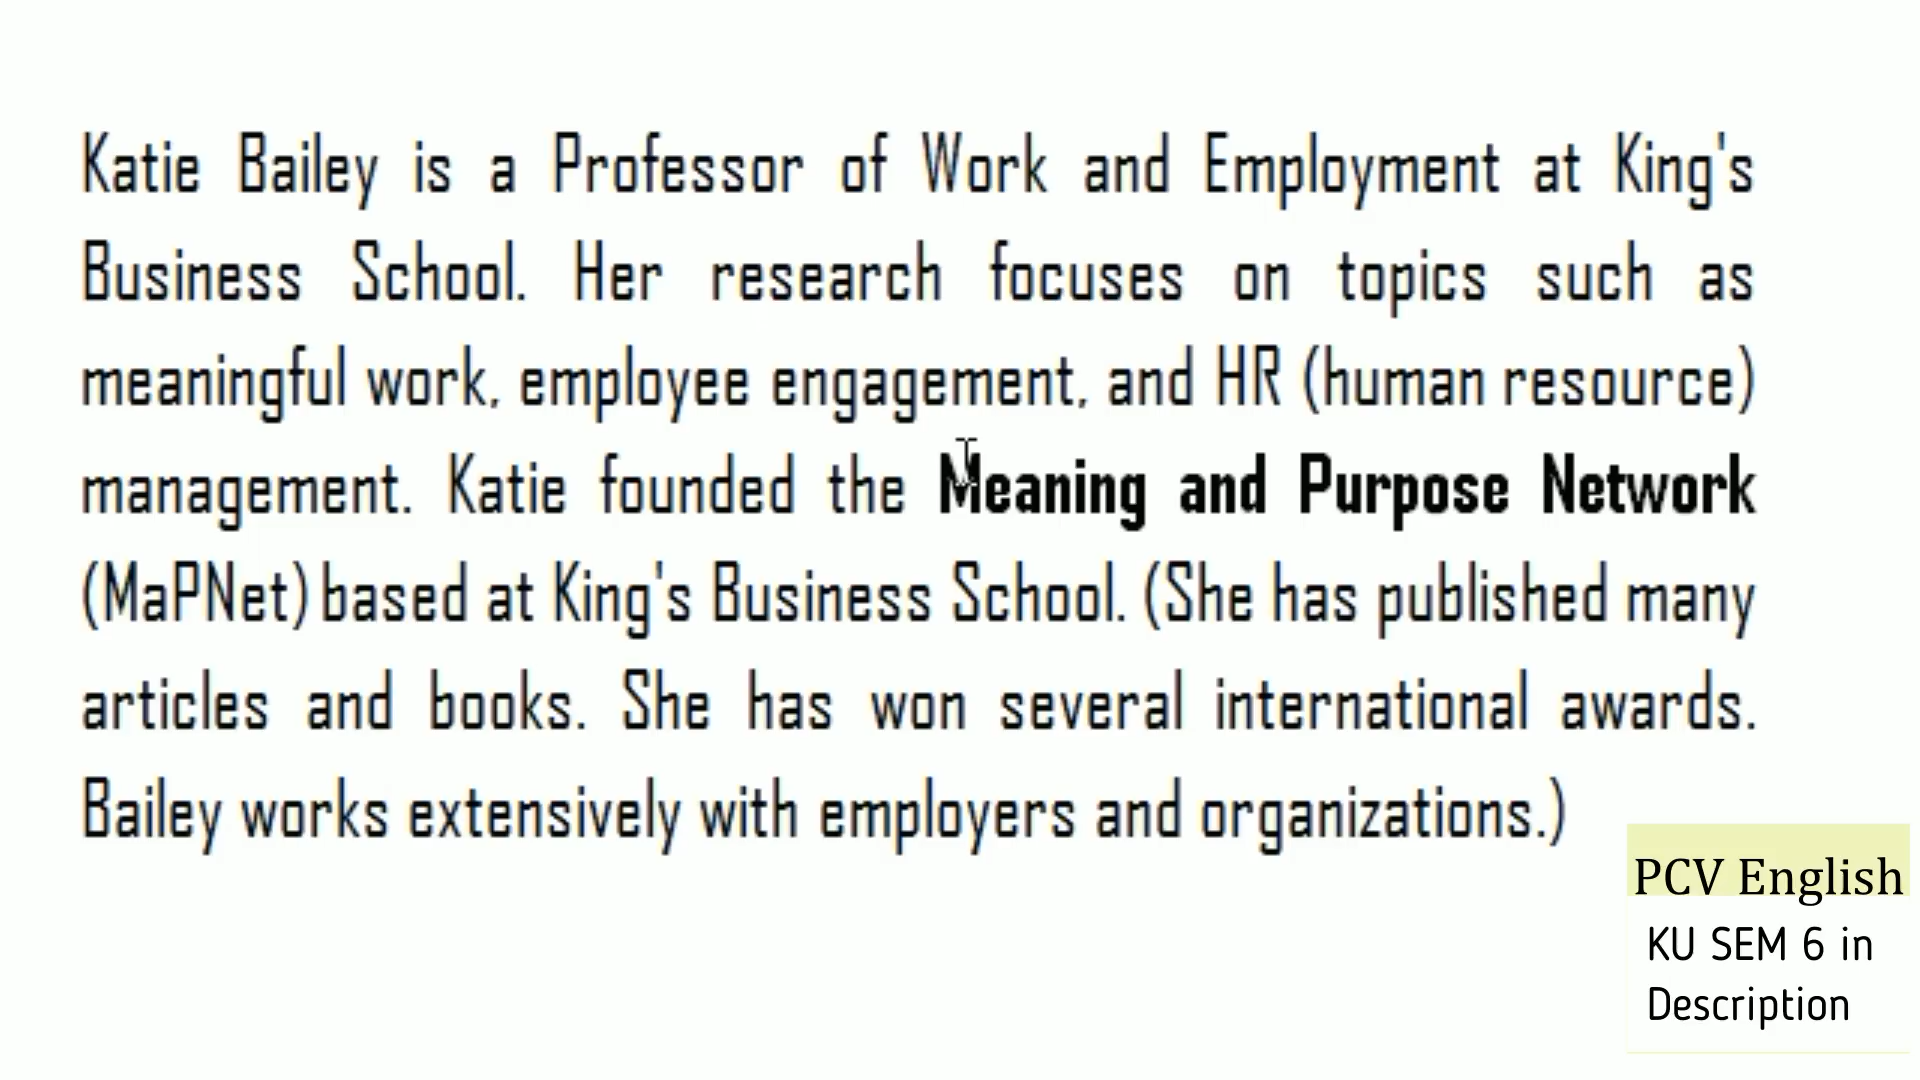 Katie Bailey is a Professor of Work and Employment at King's
Business School. Her research focuses on topics such as
meaningful work, employee engagement, and HR (human resource)
management. Katie founded the Meaning and Purpose Network
(MaPNet) based at King's Business School. (She has published many
articles and books. She has won several international awards.
Bailey works extensively with employers and organizations.)
PCV English
KU SEM 6 in
Description